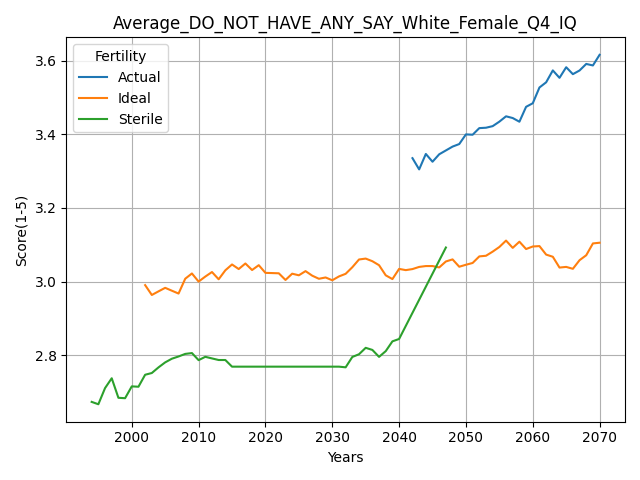 Average_DO_NOT_HAVE_ANY_SAY_White_Female_Q4_IQ
Fertility
Actual
Ideal
Sterile
Score(1-5)
3.6
3.4
3.2
3.0
2.8
2000 2010 2020 2030 2040 2050 2060 2070
Years